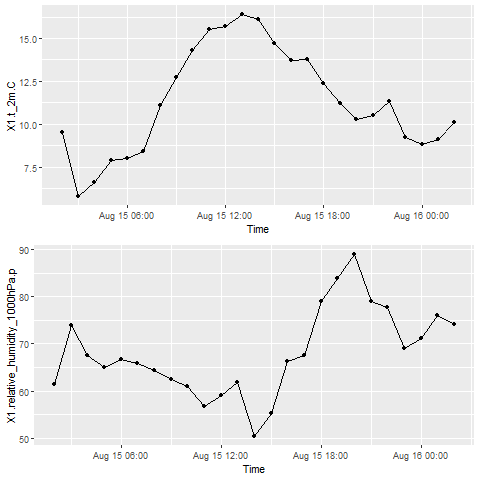 15.0
12.5
10.0
7.5
X1.t_2m.C
Aug 15 06:00
Aug 15 12:00
Aug 15 18:00
Aug 16 00:00
Time
90
80
70
60
50
X1.relative_humidity_1000hPa.p
Aug 15 06:00
Aug 15 12:00
Aug 15 18:00
Aug 16 00:00
Time